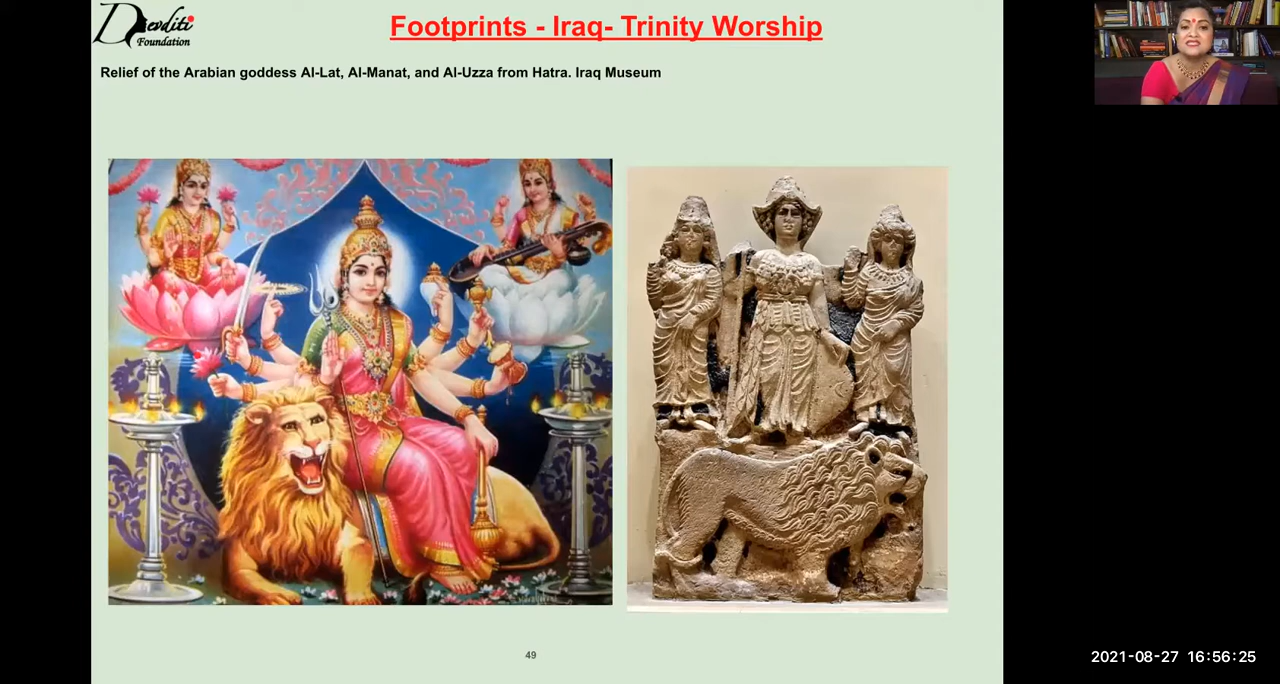 Devditi
Foundation
Footprints - Iraq- Trinity Worship
Relief of the Arabian goddess Al-Lat, Al-Manat, and Al-Uzza from Hatra. Iraq Museum
49
2021-08-27 16:56:25